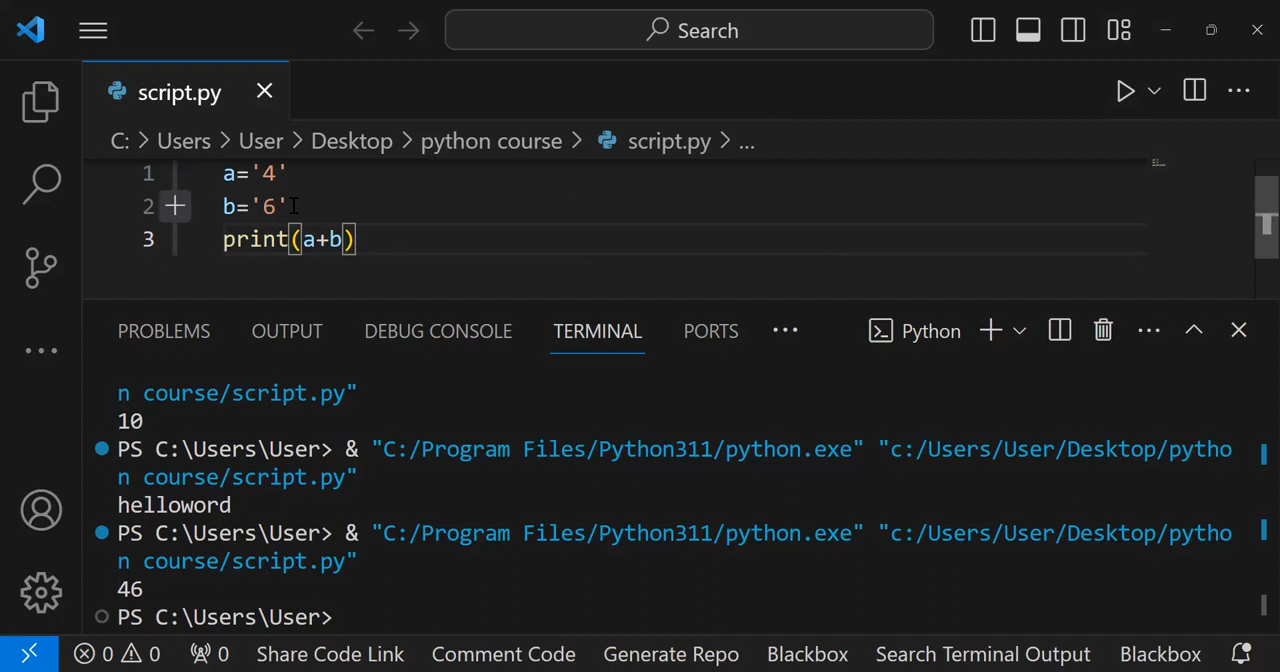 Search
script.py
C: > Users > User > Desktop > python course > script.py > ...
1 a='4'
2 b='6'
3 print(a+b)
PROBLEMS OUTPUT DEBUG CONSOLE TERMINAL PORTS ... Python
n course/script.py"
10
PS C:\Users\User> & "C:/Program Files/Python311/python.exe" "c:/Users/User/Desktop/pytho
n course/script.py"
helloword
PS C:\Users\User> & "C:/Program Files/Python311/python.exe" "c:/Users/User/Desktop/pytho
n course/script.py"
46
PS C:\Users\User>
0 0 0 Share Code Link Comment Code Generate Repo Blackbox Search Terminal Output Blackbox